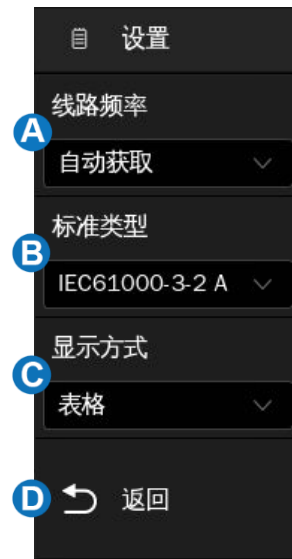 设置
线路频率
A
自动获取
标准类型
B
IEC61000-3-2 A
显示方式
C
表格
D 返回